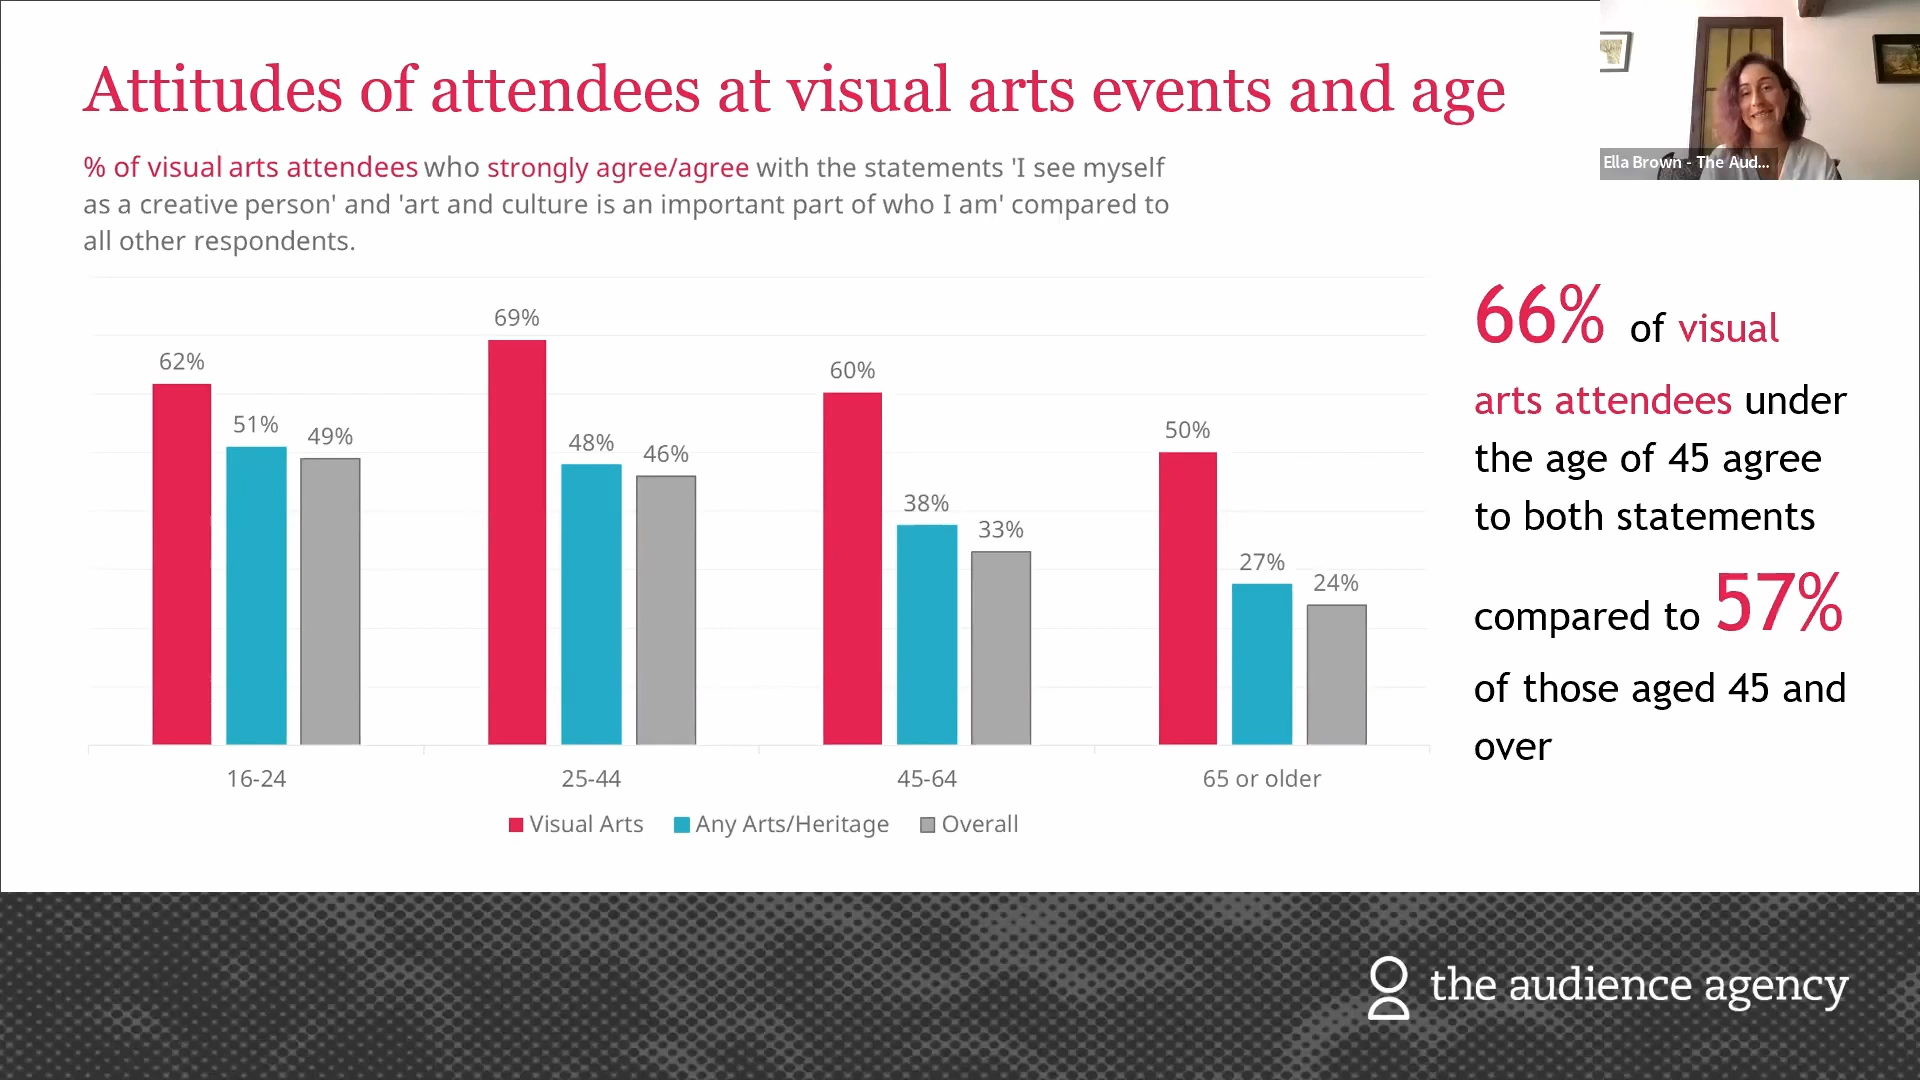 Attitudes of attendees at visual arts events and age
Ella Brown - The Aud...
% of visual arts attendees who strongly agree/agree with the statements 'I see myself
as a creative person' and 'art and culture is an important part of who I am' compared to
all other respondents.
62%
51%
49%
69%
48%
46%
60%
38%
33%
50%
27%
24%
16-24
25-44
45-64
65 or older
Visual Arts
Any Arts/Heritage
Overall
66% of visual
arts attendees under
the age of 45 agree
to both statements
compared to 57%
of those aged 45 and
over
the audience agency